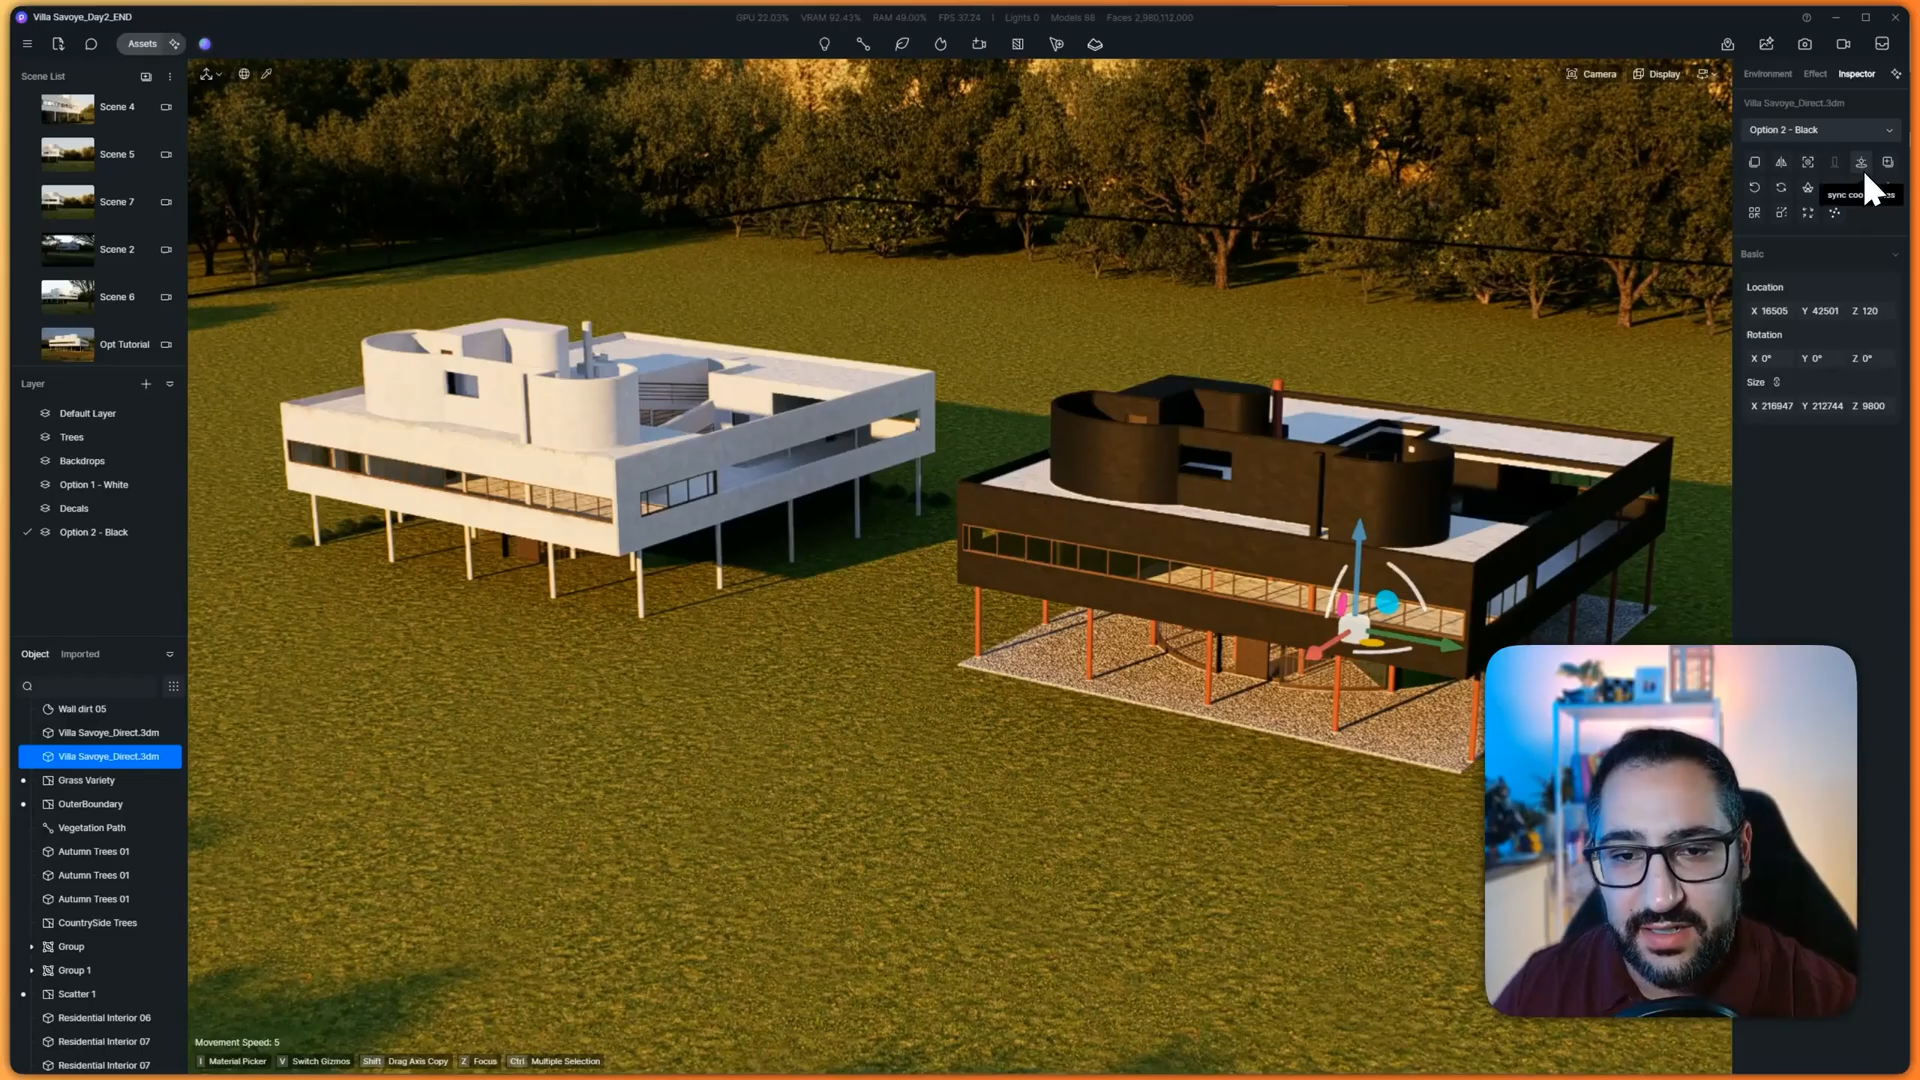 Villa Savoye_Day2_END
GPU 22.03% VRAM 92.43% RAM 49.00% FPS 37.24 | Lights 0 Models 88 Faces 2,980,112,000
Assets
Scene List
Scene 4
Scene 5
Scene 7
Scene 2
Scene 6
Opt Tutorial
Layer
Default Layer
Trees
Backdrops
Option 1 - White
Decals
Option 2 - Black
Object Imported
Wall dirt 05
Villa Savoye_Direct.3dm
Villa Savoye_Direct.3dm
Grass Variety
OuterBoundary
Vegetation Path
Autumn Trees 01
Autumn Trees 01
Autumn Trees 01
CountrySide Trees
Group
Group 1
Scatter 1
Residential Interior 06
Residential Interior 07
Residential Interior 07
Camera Display
Movement Speed: 5
I Material Picker V Switch Gizmos Shift Drag Axis Copy Z Focus Ctrl Multiple Selection
Environment Effect Inspector
Villa Savoye_Direct.3dm
Option 2 - Black
sync
Basic
Location
X 16505 Y 42501 Z 120
Rotation
X 0° Y 0° Z 0°
Size
X 216947 Y 212744 Z 9800